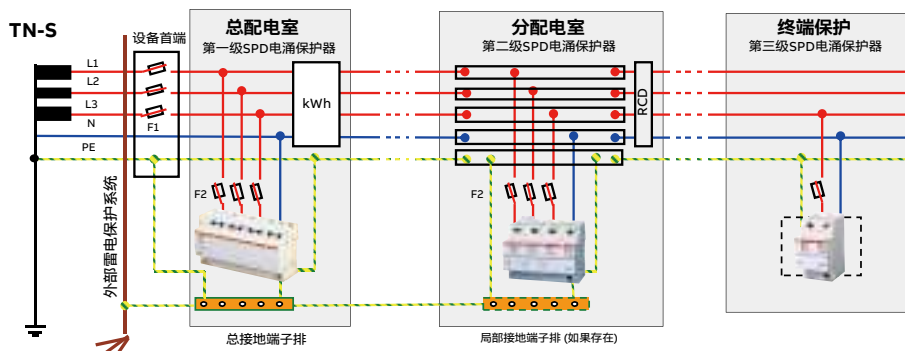 TN-S
设备首端
总配电室
第一级SPD电涌保护器
分配电室
第二级SPD电涌保护器
终端保护
第三级SPD电涌保护器
L1
L2
L3
N
PE
F1
kWh
RCD
F2
F2
外部雷电保护系统
总接地端子排
局部接地端子排 (如果存在)